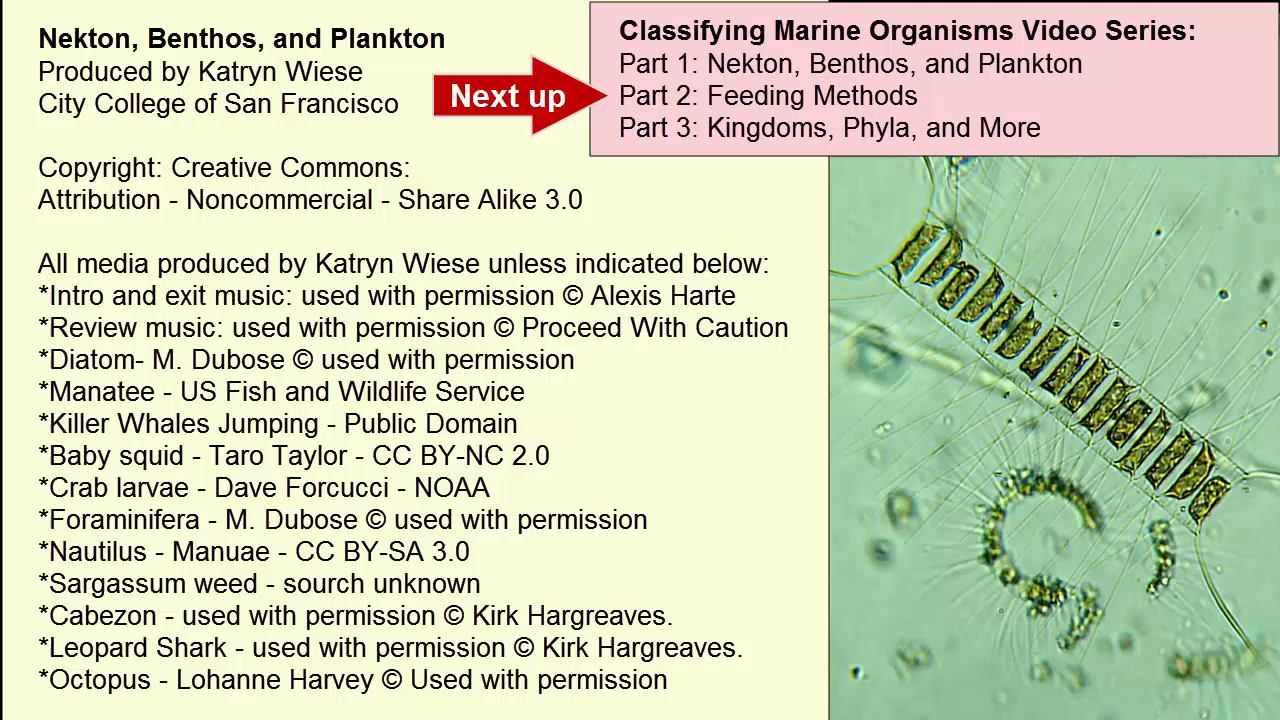 Nekton, Benthos, and Plankton
Produced by Katryn Wiese
City College of San Francisco
Next up
Classifying Marine Organisms Video Series:
Part 1: Nekton, Benthos, and Plankton
Part 2: Feeding Methods
Part 3: Kingdoms, Phyla, and More
Copyright: Creative Commons:
Attribution - Noncommercial - Share Alike 3.0
All media produced by Katryn Wiese unless indicated below:
*Intro and exit music: used with permission © Alexis Harte
*Review music: used with permission © Proceed With Caution
*Diatom- M. Dubose © used with permission
*Manatee - US Fish and Wildlife Service
*Killer Whales Jumping - Public Domain
*Baby squid - Taro Taylor - CC BY-NC 2.0
*Crab larvae - Dave Forcucci - NOAA
*Foraminifera - M. Dubose © used with permission
*Nautilus - Manuae - CC BY-SA 3.0
*Sargassum weed - sourch unknown
*Cabezon - used with permission © Kirk Hargreaves.
*Leopard Shark - used with permission © Kirk Hargreaves.
*Octopus - Lohanne Harvey © Used with permission